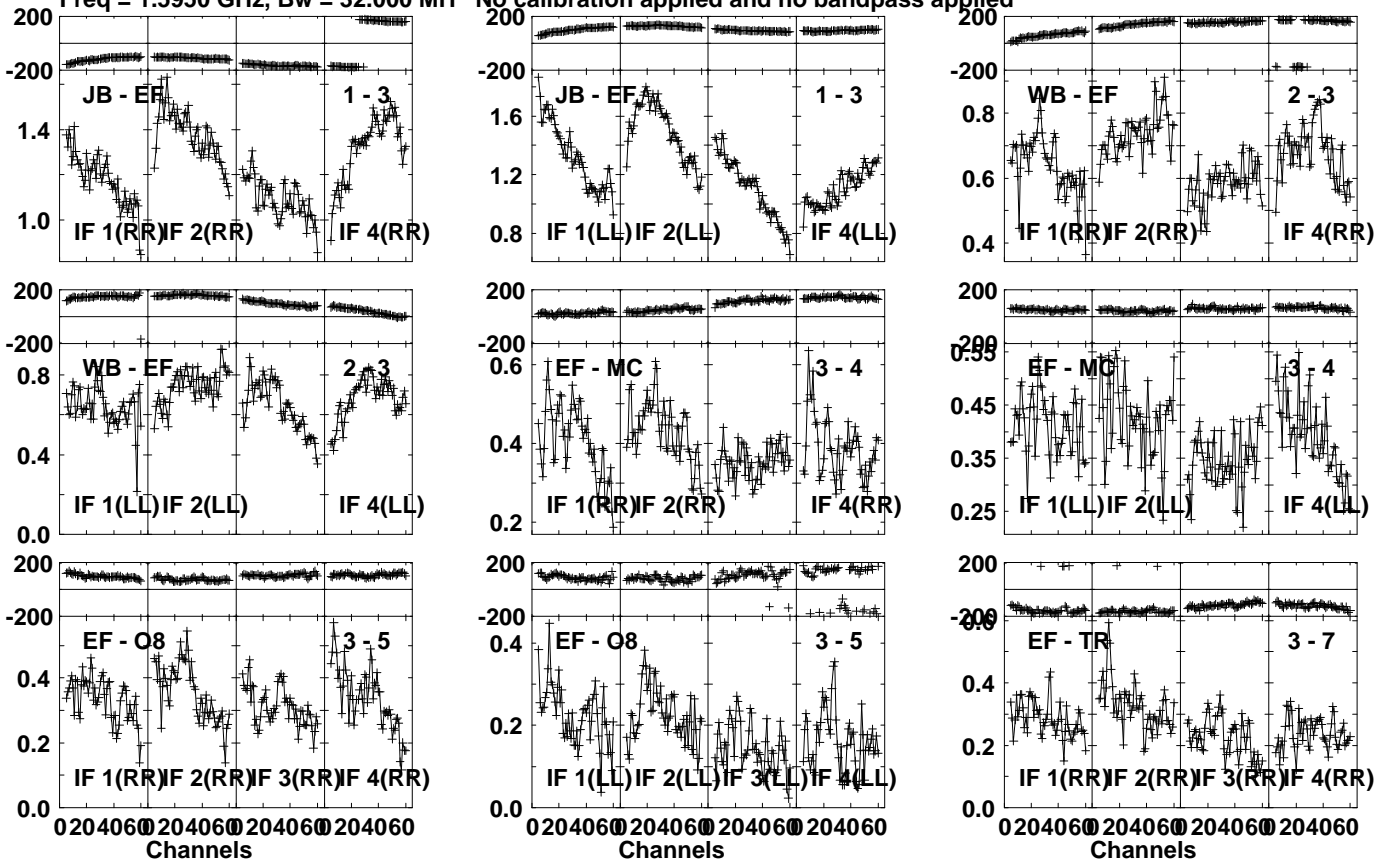 Freq = 1.5950 GHz, Bw = 32.000 MH No calibration applied and no bandpass applied
200
-200
JB - EF 1 - 3
1.4
1.0
IF 1(RR) IF 2(RR) IF 4(RR)
200
-200
JB - EF 1 - 3
1.6
1.2
0.8
IF 1(LL) IF 2(LL) IF 4(LL)
200
-200
WB - EF 2 - 3
0.8
0.6
0.4
IF 1(RR) IF 2(RR) IF 4(RR)
200
-200
WB - EF 2 - 3
0.8
0.4
0.0
IF 1(LL) IF 2(LL) IF 4(LL)
200
-200
EF - MC 3 - 4
0.6
0.4
0.2
IF 1(RR) IF 2(RR) IF 4(RR)
200
-200
EF - MC 3 - 4
0.55
0.45
0.35
0.25
IF 1(LL) IF 2(LL) IF 4(LL)
200
-200
EF - O8 3 - 5
0.4
0.2
0.0
IF 1(RR) IF 2(RR) IF 3(RR) IF 4(RR)
0 20 40 60 0 20 40 60 0 20 40 60 0 20 40 60
Channels
200
-200
EF - O8 3 - 5
0.4
0.2
0.0
IF 1(LL) IF 2(LL) IF 3(LL) IF 4(LL)
0 20 40 60 0 20 40 60 0 20 40 60 0 20 40 60
Channels
200
-200
EF - TR 3 - 7
0.6
0.4
0.2
0.0
IF 1(RR) IF 2(RR) IF 3(RR) IF 4(RR)
0 20 40 60 0 20 40 60 0 20 40 60 0 20 40 60
Channels